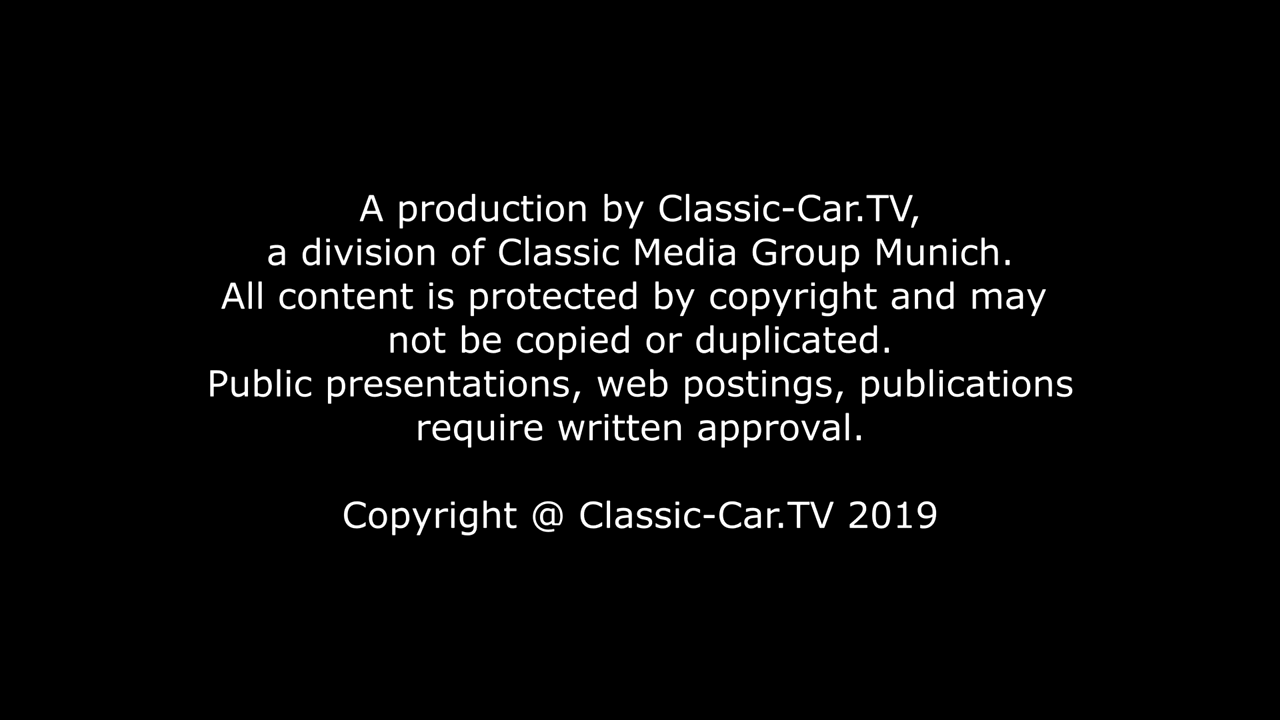 A production by Classic-Car.TV,
a division of Classic Media Group Munich.
All content is protected by copyright and may
not be copied or duplicated.
Public presentations, web postings, publications
require written approval.
Copyright @ Classic-Car.TV 2019